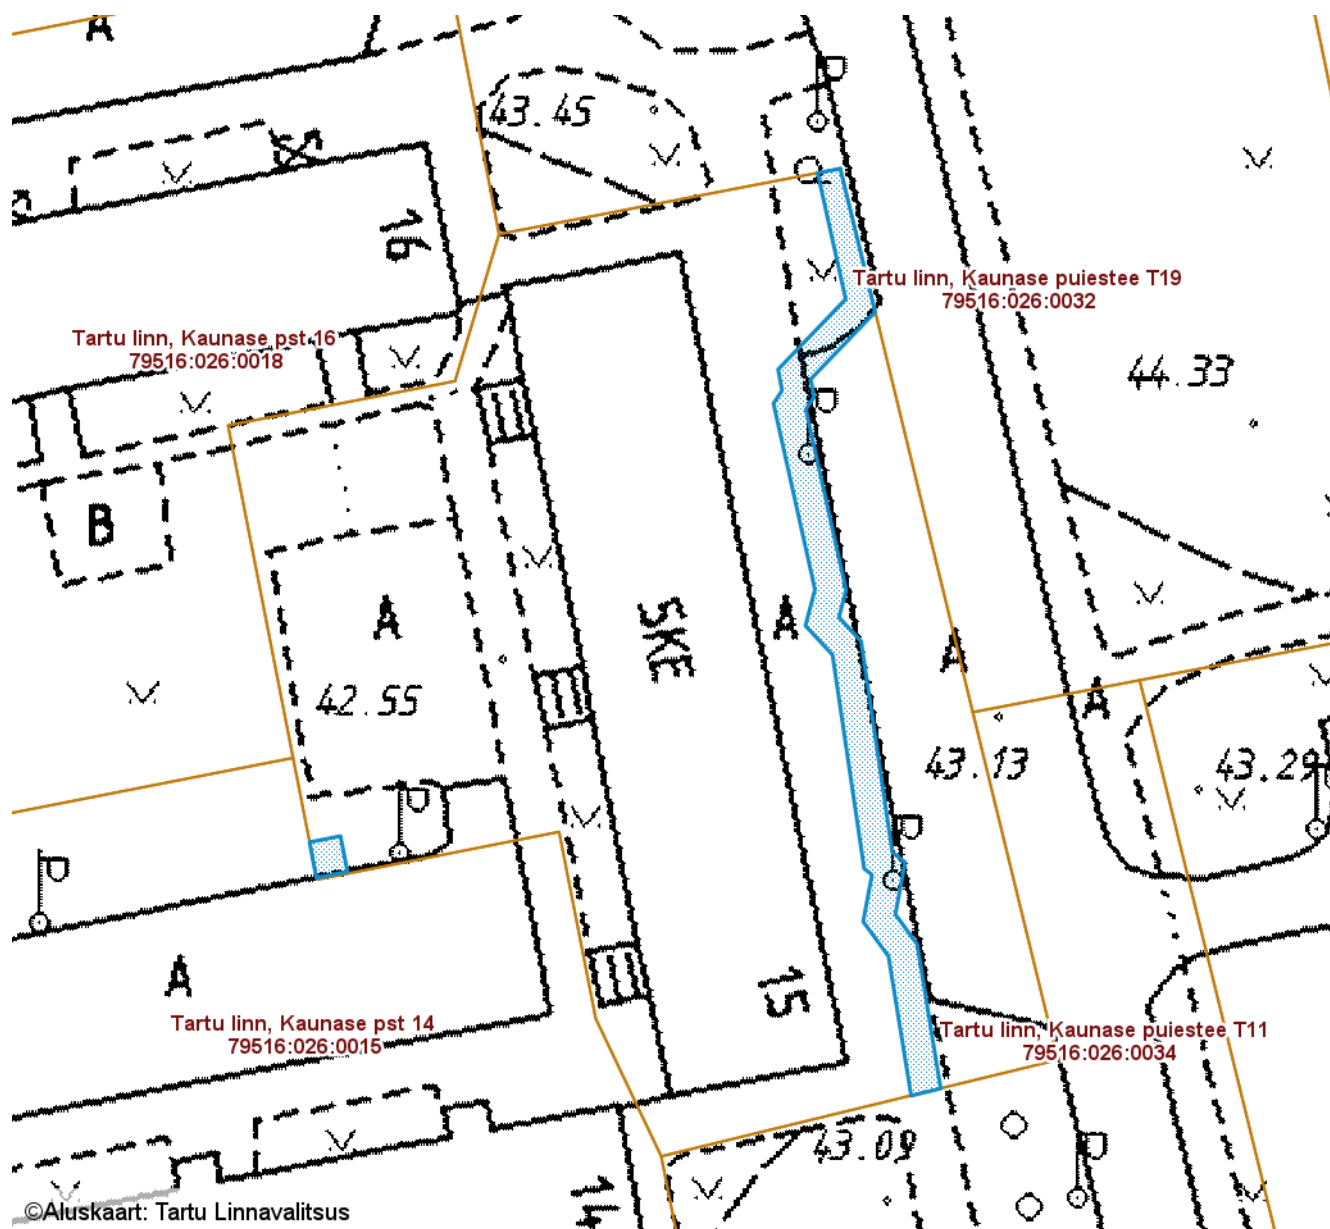 A
43.45
16
Tartu linn, Kaunase puiestee T19
79516:026:0032
Tartu linn, Kaunase pst 16
79516:026:0018
44.33
B
A
SKE
A
A
42.55
A
43.13
43.29
A
15
Tartu linn, Kaunase pst 14
79516:026:0015
Tartu linn, Kaunase puiestee T11
79516:026:0034
43.09
14
©Aluskaart: Tartu Linnavalitsus